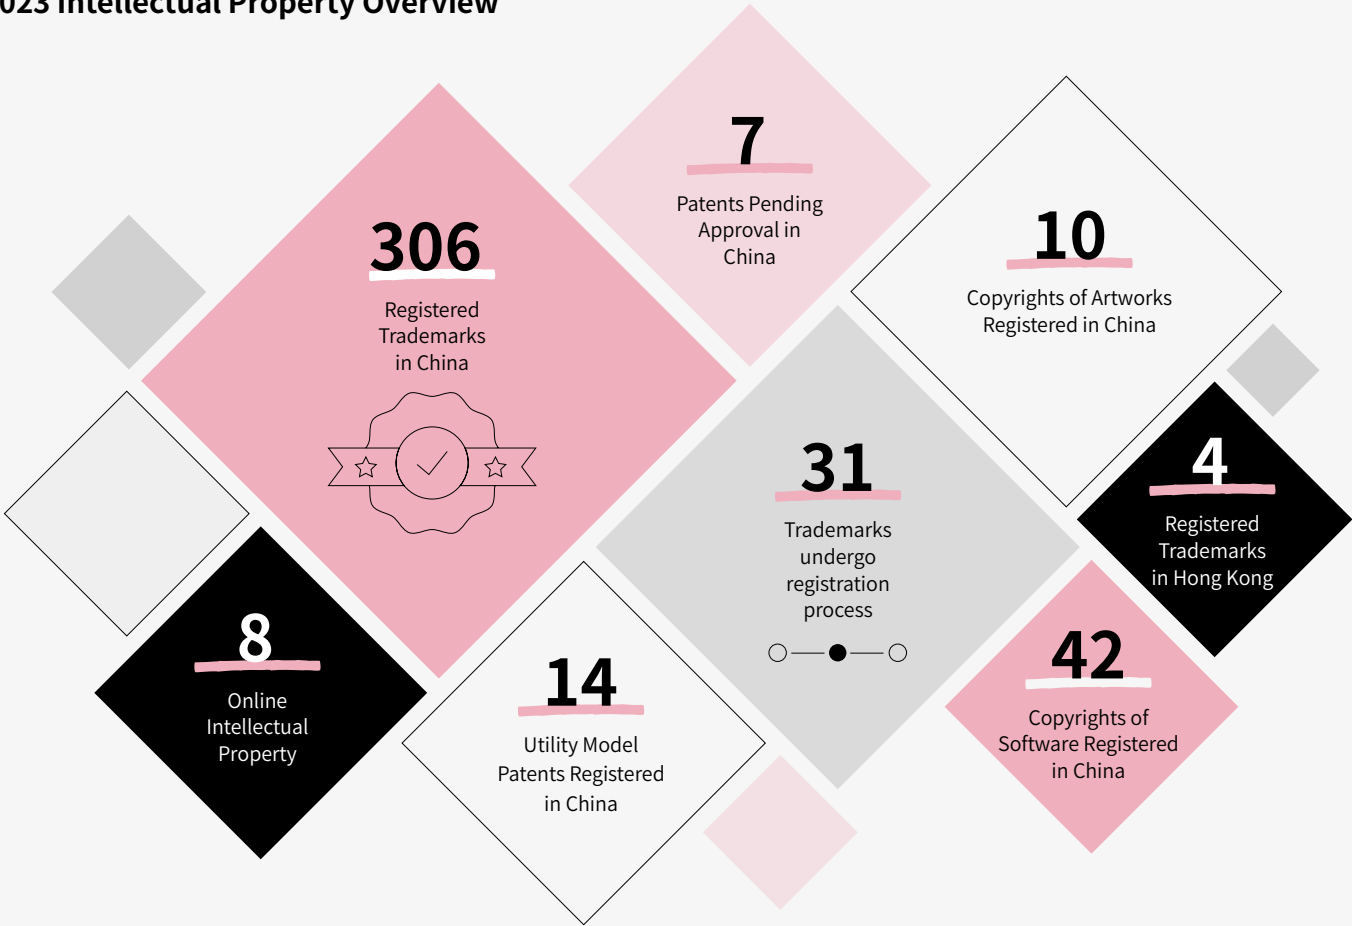 023 Intellectual Property Overview
7
Patents Pending
Approval in
China
306
Registered
Trademarks
in China
10
Copyrights of Artworks
Registered in China
31
Trademarks
undergo
registration
process
4
Registered
Trademarks
in Hong Kong
8
Online
Intellectual
Property
14
Utility Model
Patents Registered
in China
42
Copyrights of
Software Registered
in China